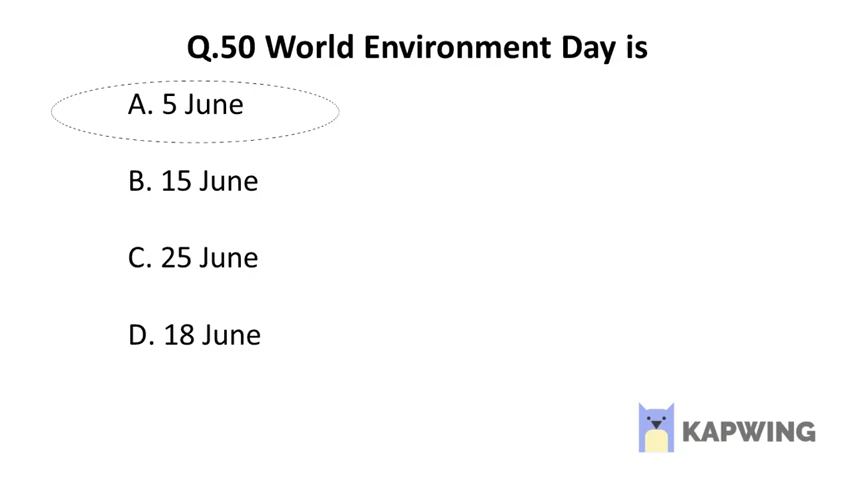 Q.50 World Environment Day is
A. 5 June
B. 15 June
C. 25 June
D. 18 June
KAPWING